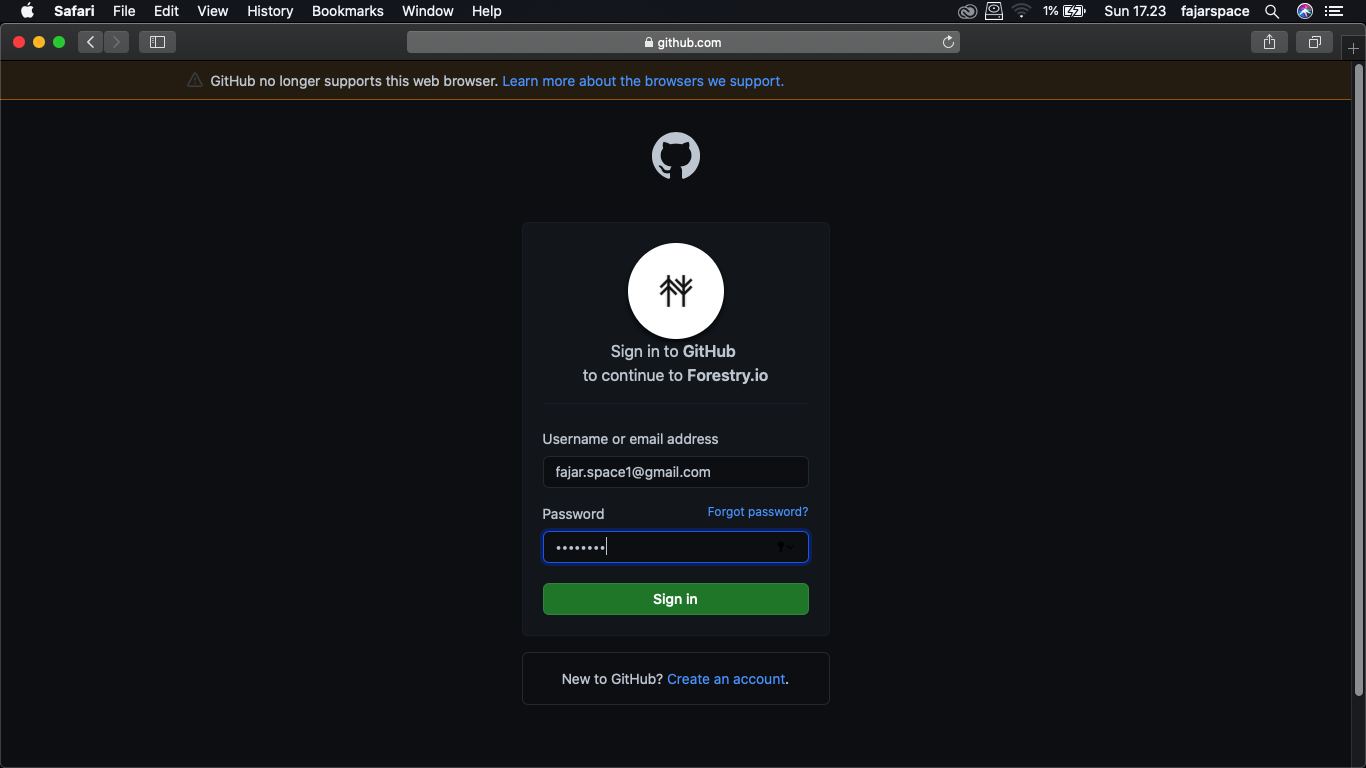 Safari File Edit View History Bookmarks Window Help 1% Sun 17.23 fajarspace
github.com
GitHub no longer supports this web browser. Learn more about the browsers we support.
Sign in to GitHub
to continue to Forestry.io
Username or email address
fajar.space1@gmail.com
Password Forgot password?
••••••••
Sign in
New to GitHub? Create an account.